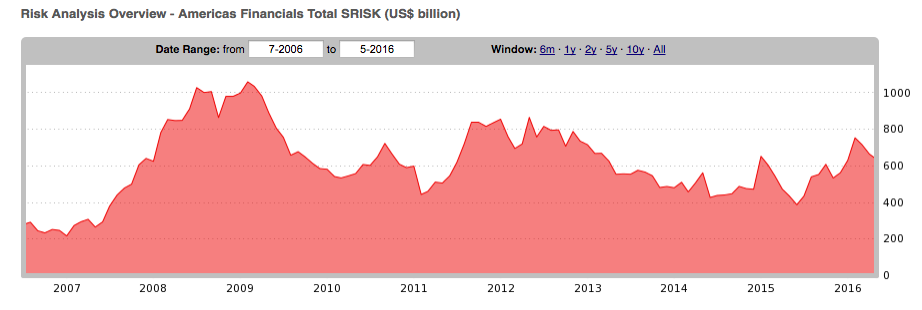 Risk Analysis Overview - Americas Financials Total SRISK (US$ billion)
Date Range: from 7-2006 to 5-2016 Window: 6m · 1y · 2y · 5y · 10y · All
1000
800
600
400
200
0
2007 2008 2009 2010 2011 2012 2013 2014 2015 2016